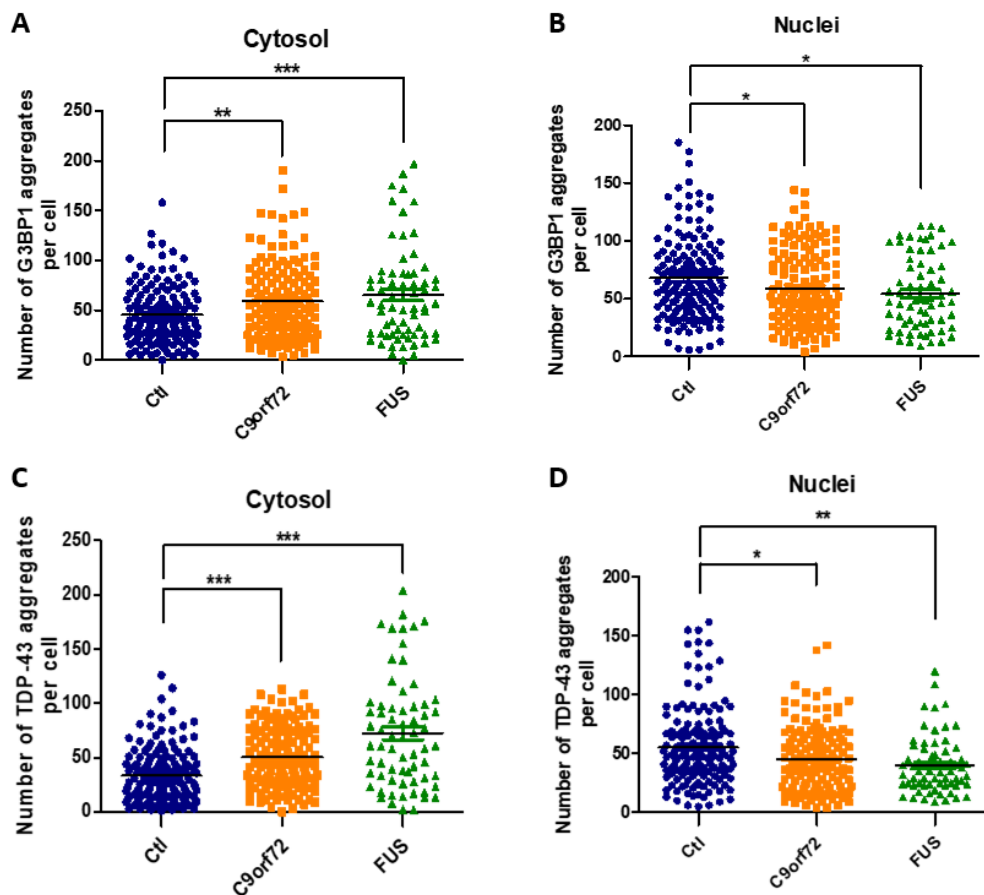 A
Cytosol
***
**
250
200
150
100
50
0
Number of G3BP1 aggregates
per cell
Ctl
C9orf72
FUS
B
Nuclei
*
*
200
150
100
50
0
Number of G3BP1 aggregates
per cell
Ctl
C9orf72
FUS
C
Cytosol
***
***
250
200
150
100
50
0
Number of TDP-43 aggregates
per cell
Ctl
C9orf72
FUS
D
Nuclei
**
*
200
150
100
50
0
Number of TDP-43 aggregates
per cell
Ctl
C9orf72
FUS